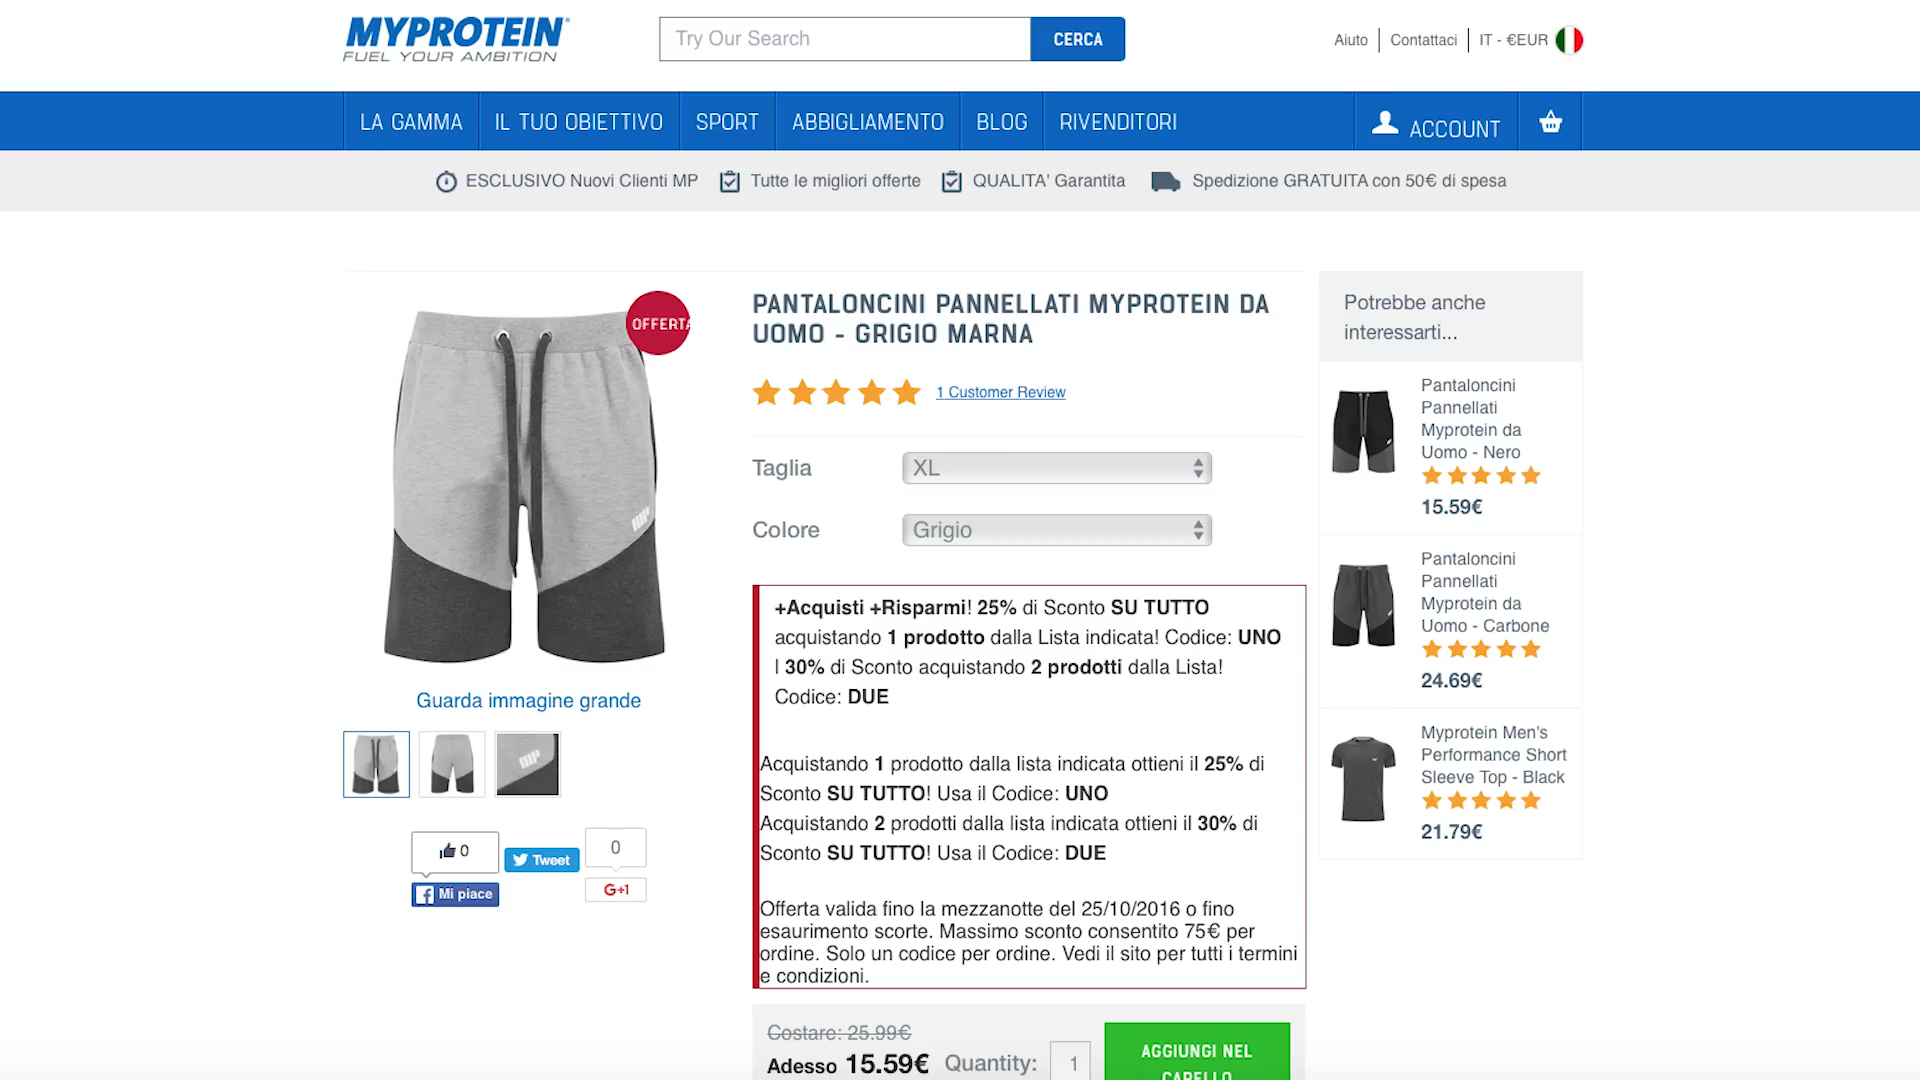 MYPROTEIN
FUEL YOUR AMBITION
Try Our Search
CERCA
Aiuto
Contattaci
IT - €EUR
LA GAMMA
IL TUO OBIETTIVO
SPORT
ABBIGLIAMENTO
BLOG
RIVENDITORI
ACCOUNT
ESCLUSIVO Nuovi Clienti MP
Tutte le migliori offerte
QUALITA' Garantita
Spedizione GRATUITA con 50€ di spesa
OFFERTA
Guarda immagine grande
0
Mi piace
Tweet
0
G+1
PANTALONCINI PANNELLATI MYPROTEIN DA
UOMO - GRIGIO MARNA
1 Customer Review
Taglia
XL
Colore
Grigio
+Acquisti +Risparmi! 25% di Sconto SU TUTTO
acquistando 1 prodotto dalla Lista indicata! Codice: UNO
| 30% di Sconto acquistando 2 prodotti dalla Lista!
Codice: DUE
Acquistando 1 prodotto dalla lista indicata ottieni il 25% di
Sconto SU TUTTO! Usa il Codice: UNO
Acquistando 2 prodotti dalla lista indicata ottieni il 30% di
Sconto SU TUTTO! Usa il Codice: DUE
Offerta valida fino la mezzanotte del 25/10/2016 o fino
esaurimento scorte. Massimo sconto consentito 75€ per
ordine. Solo un codice per ordine. Vedi il sito per tutti i termini
e condizioni.
Costare: 25.99€
Adesso 15.59€
Quantity:
1
AGGIUNGI NEL
CARELLO
Potrebbe anche
interessarti...
Pantaloncini
Pannellati
Myprotein da
Uomo - Nero
15.59€
Pantaloncini
Pannellati
Myprotein da
Uomo - Carbone
24.69€
Myprotein Men's
Performance Short
Sleeve Top - Black
21.79€